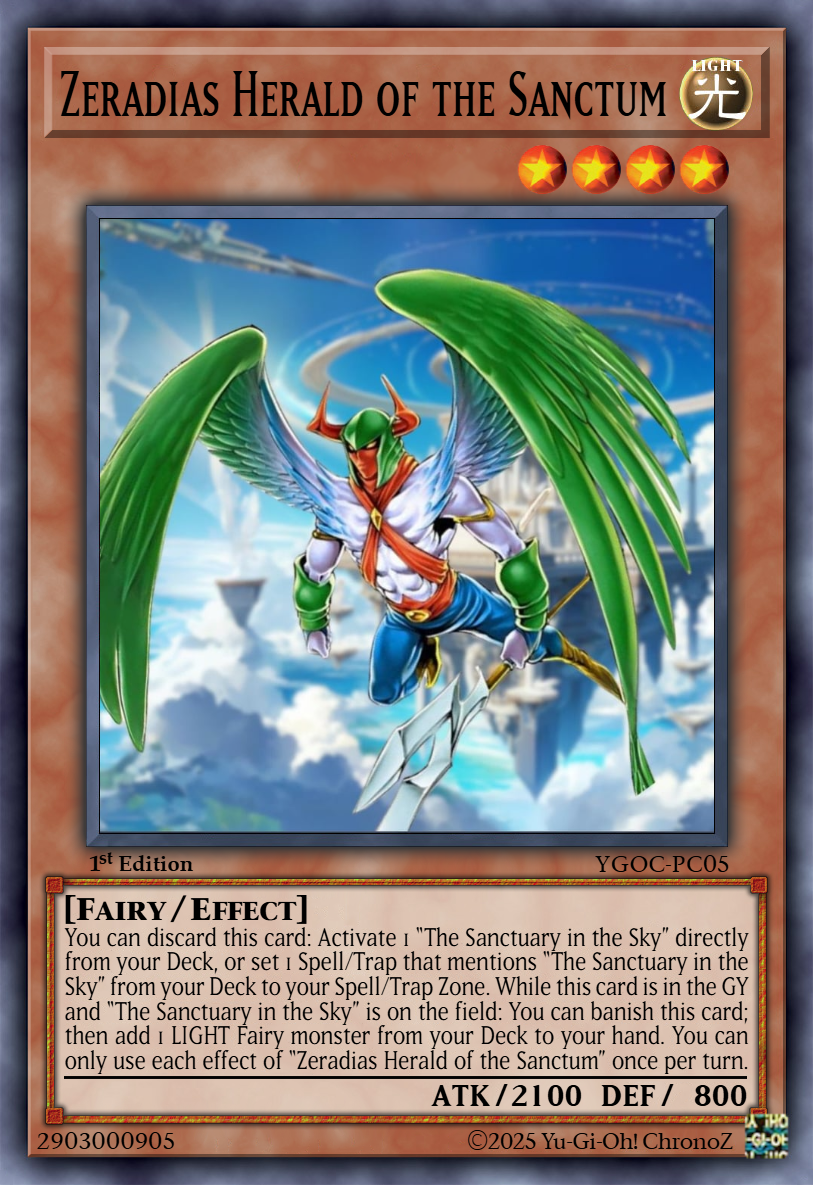 Zeradias Herald of the Sanctum
LIGHT
光
1st Edition
YGOC-PC05
[Fairy/Effect]
You can discard this card: Activate 1 "The Sanctuary in the Sky" directly
from your Deck, or set 1 Spell/Trap that mentions "The Sanctuary in the
Sky" from your Deck to your Spell/Trap Zone. While this card is in the GY
and "The Sanctuary in the Sky" is on the field: You can banish this card;
then add 1 LIGHT Fairy monster from your Deck to your hand. You can
only use each effect of "Zeradias Herald of the Sanctum" once per turn.
ATK/2100 DEF/ 800
2903000905
©2025 Yu-Gi-Oh! ChronoZ